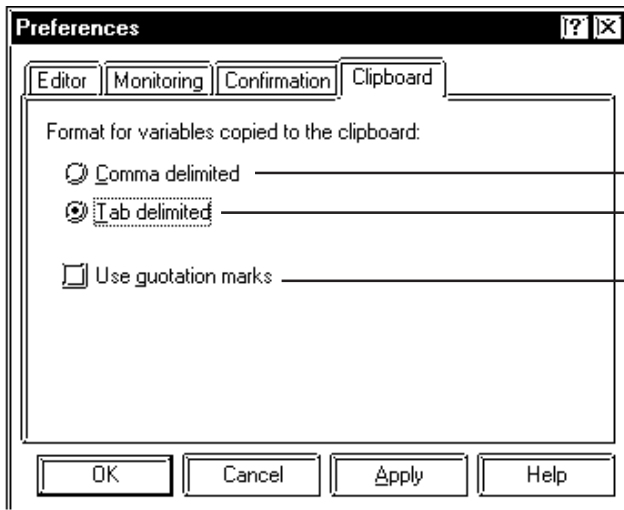 Preferences
Editor Monitoring Confirmation Clipboard
Format for variables copied to the clipboard:
Comma delimited
Tab delimited
Use quotation marks
OK Cancel Apply Help